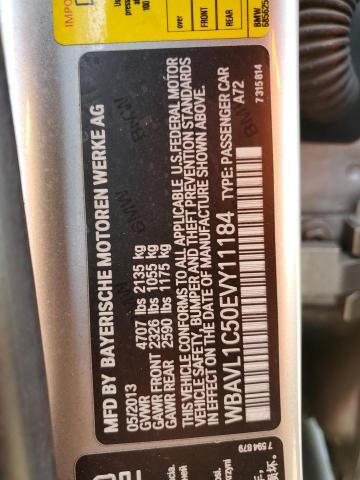 MFD BY BAYERISCHE MOTOREN WERKE AG
05/2013
GVWR 4707 lbs 2135 kg
GAWR FRONT 2326 lbs 1055 kg
GAWR REAR 2590 lbs 1175 kg
THIS VEHICLE CONFORMS TO ALL APPLICABLE U.S.FEDERAL MOTOR
VEHICLE SAFETY, BUMPER AND THEFT PREVENTION STANDARDS
IN EFFECT ON THE DATE OF MANUFACTURE SHOWN ABOVE.
WBAVL1C50EVY11184 TYPE: PASSENGER CAR
A72
7 315 814
over
FRONT
REAR
BMW
7 594 879